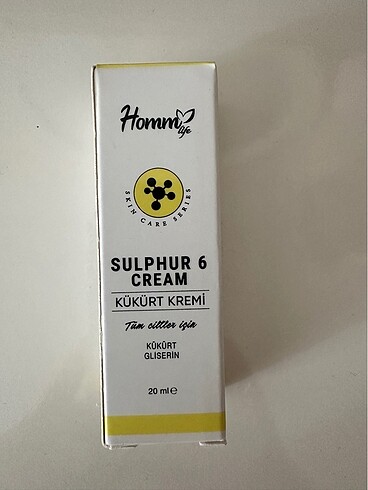 Homm
life
SKIN CARE SERIES
SULPHUR 6
CREAM
KÜKÜRT KREMİ
Tüm ciltler için
KÜKÜRT
GLİSERİN
20 ml ℮